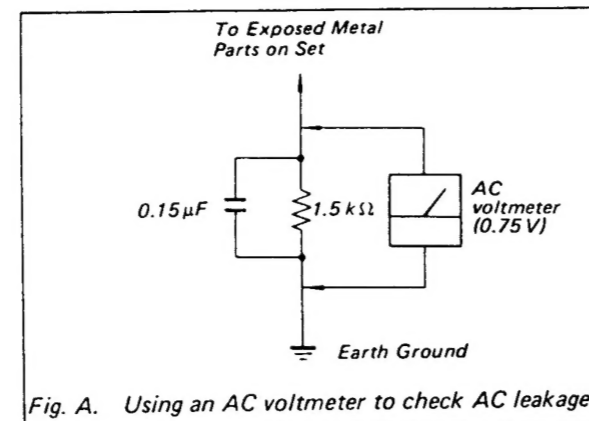 To Exposed Metal
Parts on Set
0.15μF
1.5 kΩ
AC
voltmeter
(0.75 V)
Earth Ground
Fig. A. Using an AC voltmeter to check AC leakage